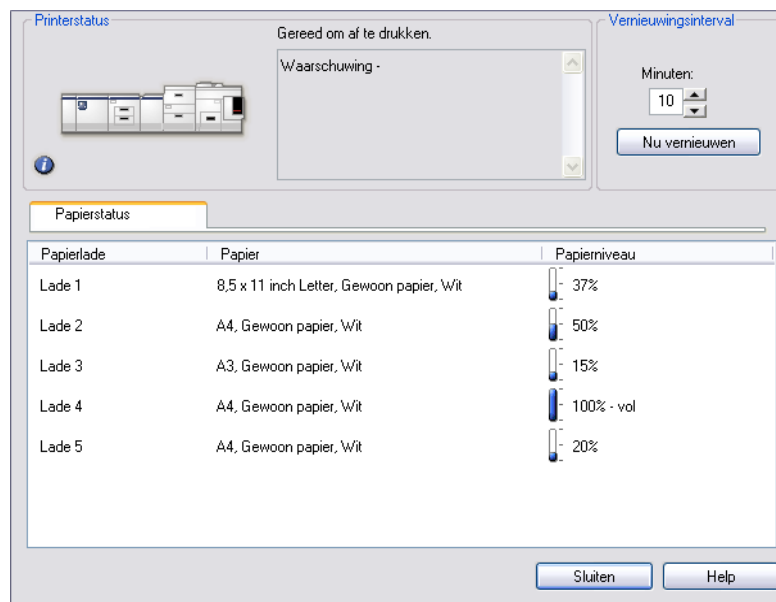 Printerstatus
Gereed om af te drukken.
Waarschuwing -
Vernieuwingsinterval
Minuten:
10
Nu vernieuwen
Papierstatus
Papierlade Papier Papierniveau
Lade 1 8,5 x 11 inch Letter, Gewoon papier, Wit 37%
Lade 2 A4, Gewoon papier, Wit 50%
Lade 3 A3, Gewoon papier, Wit 15%
Lade 4 A4, Gewoon papier, Wit 100% - vol
Lade 5 A4, Gewoon papier, Wit 20%
Sluiten Help